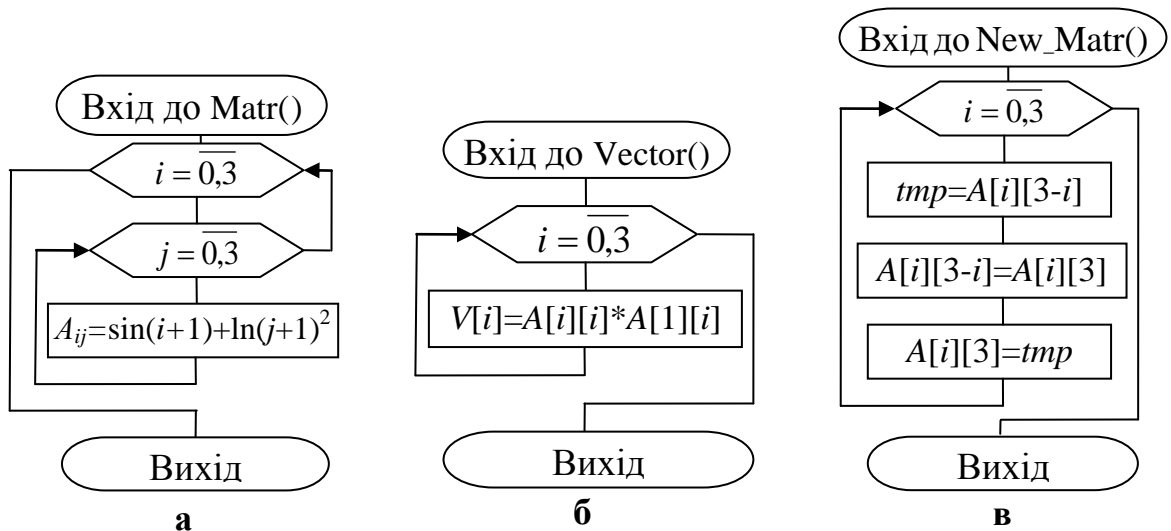 Вхід до Matr()
i = 0,3
j = 0,3
A_ij=sin(i+1)+ln(j+1)²
Вихід
а
Вхід до Vector()
i = 0,3
V[i]=A[i][i]*A[1][i]
Вихід
б
Вхід до New_Matr()
i = 0,3
tmp=A[i][3-i]
A[i][3-i]=A[i][3]
A[i][3]=tmp
Вихід
в